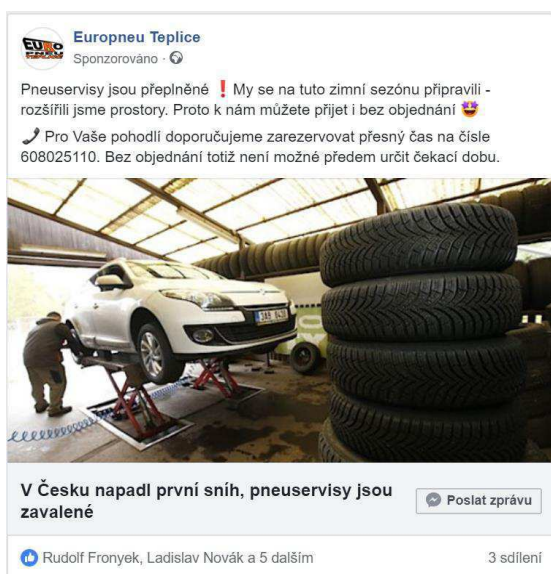 EURO
PNEU
TEPLICE
Europneu Teplice
Sponzorováno ·
Pneuservisy jsou přeplněné ❗ My se na tuto zimní sezónu připravili -
rozšířili jsme prostory. Proto k nám můžete přijet i bez objednání 🤩
📞 Pro Vaše pohodlí doporučujeme zarezervovat přesný čas na čísle
608025110. Bez objednání totiž není možné předem určit čekací dobu.
V Česku napadl první sníh, pneuservisy jsou
zavalené
Poslat zprávu
Rudolf Fronyek, Ladislav Novák a 5 dalším
3 sdílení